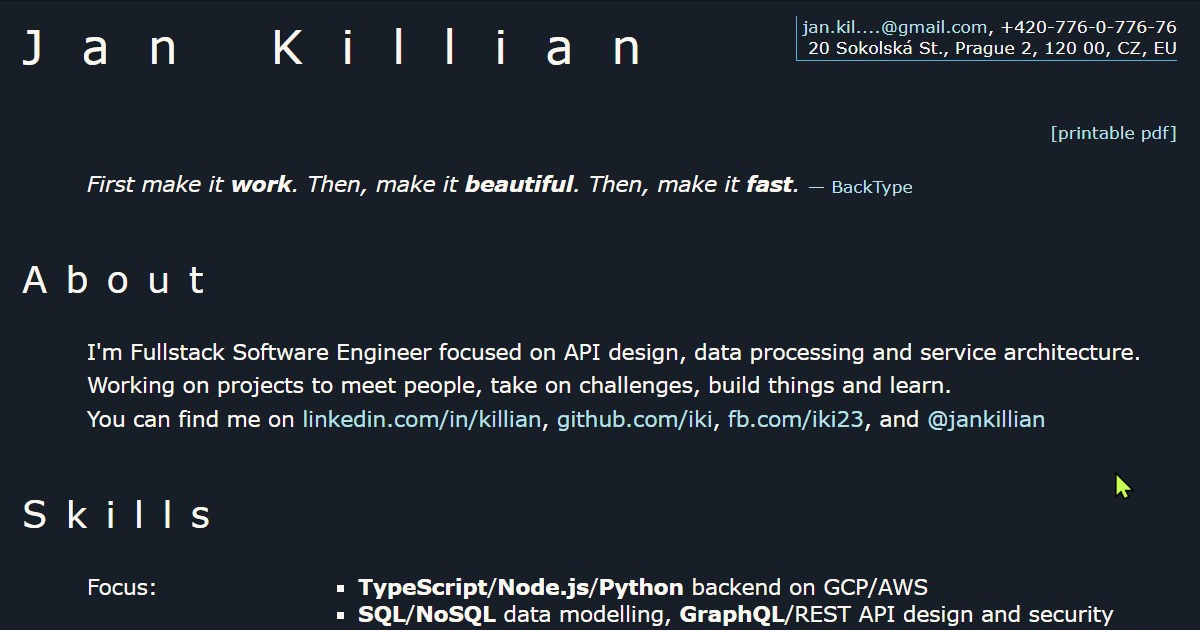 Jan Killian
jan.kil....@gmail.com, +420-776-0-776-76
20 Sokolská St., Prague 2, 120 00, CZ, EU
[printable pdf]
First make it work. Then, make it beautiful. Then, make it fast. — BackType
About
I'm Fullstack Software Engineer focused on API design, data processing and service architecture.
Working on projects to meet people, take on challenges, build things and learn.
You can find me on linkedin.com/in/killian, github.com/iki, fb.com/iki23, and @jankillian
Skills
Focus:
▪ TypeScript/Node.js/Python backend on GCP/AWS
▪ SQL/NoSQL data modelling, GraphQL/REST API design and security